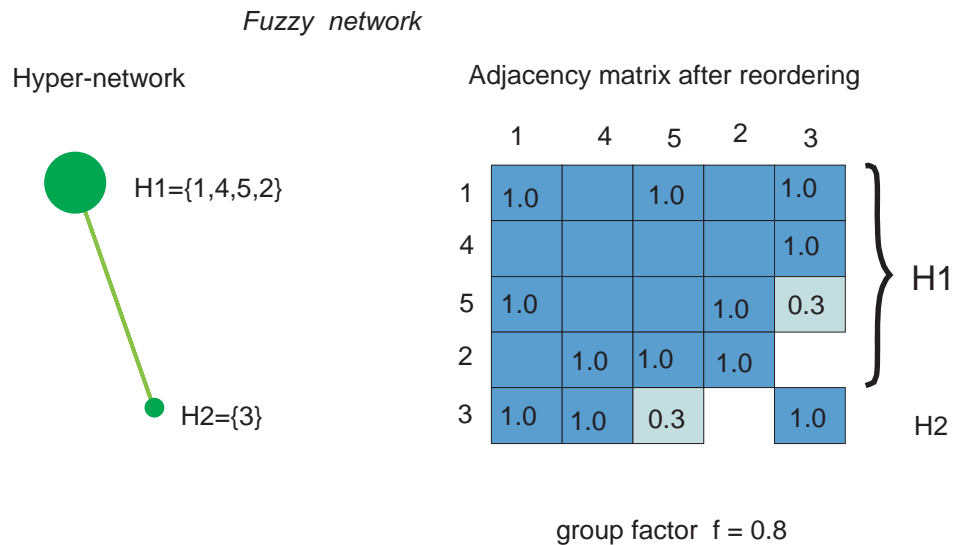 Fuzzy network
Hyper-network
Adjacency matrix after reordering
1 4 5 2 3
H1={1,4,5,2}
1 1.0 1.0 1.0
4 1.0
5 1.0 1.0 0.3
H1
2 1.0 1.0 1.0
H2={3}
3 1.0 1.0 0.3 1.0
H2
group factor f = 0.8